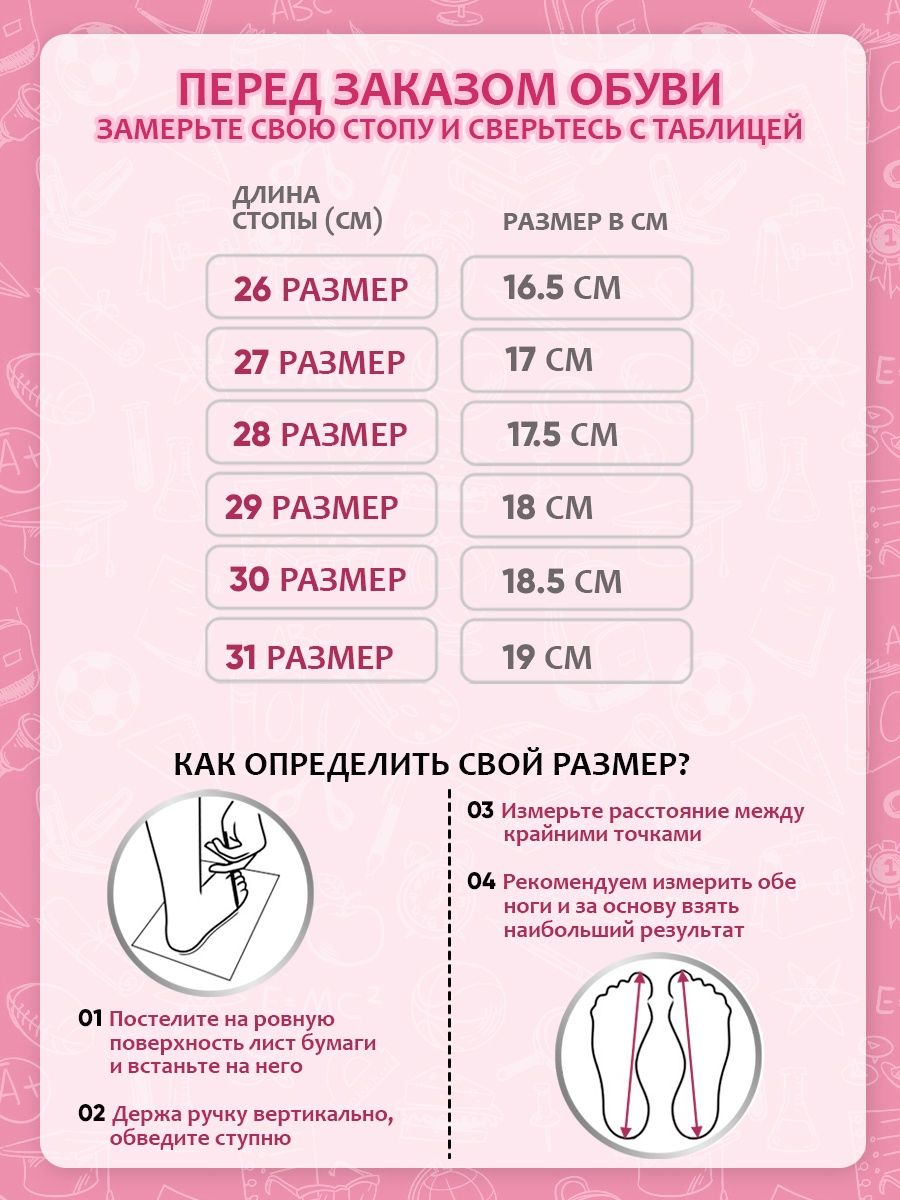 ПЕРЕД ЗАКАЗОМ ОБУВИ
ЗАМЕРЬТЕ СВОЮ СТОПУ И СВЕРЬТЕСЬ С ТАБЛИЦЕЙ
ДЛИНА
СТОПЫ (СМ)
РАЗМЕР В СМ
26 РАЗМЕР
16.5 СМ
27 РАЗМЕР
17 СМ
28 РАЗМЕР
17.5 СМ
29 РАЗМЕР
18 СМ
30 РАЗМЕР
18.5 СМ
31 РАЗМЕР
19 СМ
КАК ОПРЕДЕЛИТЬ СВОЙ РАЗМЕР?
01 Постелите на ровную
поверхность лист бумаги
и встаньте на него
02 Держа ручку вертикально,
обведите ступню
03 Измерьте расстояние между
крайними точками
04 Рекомендуем измерить обе
ноги и за основу взять
наибольший результат